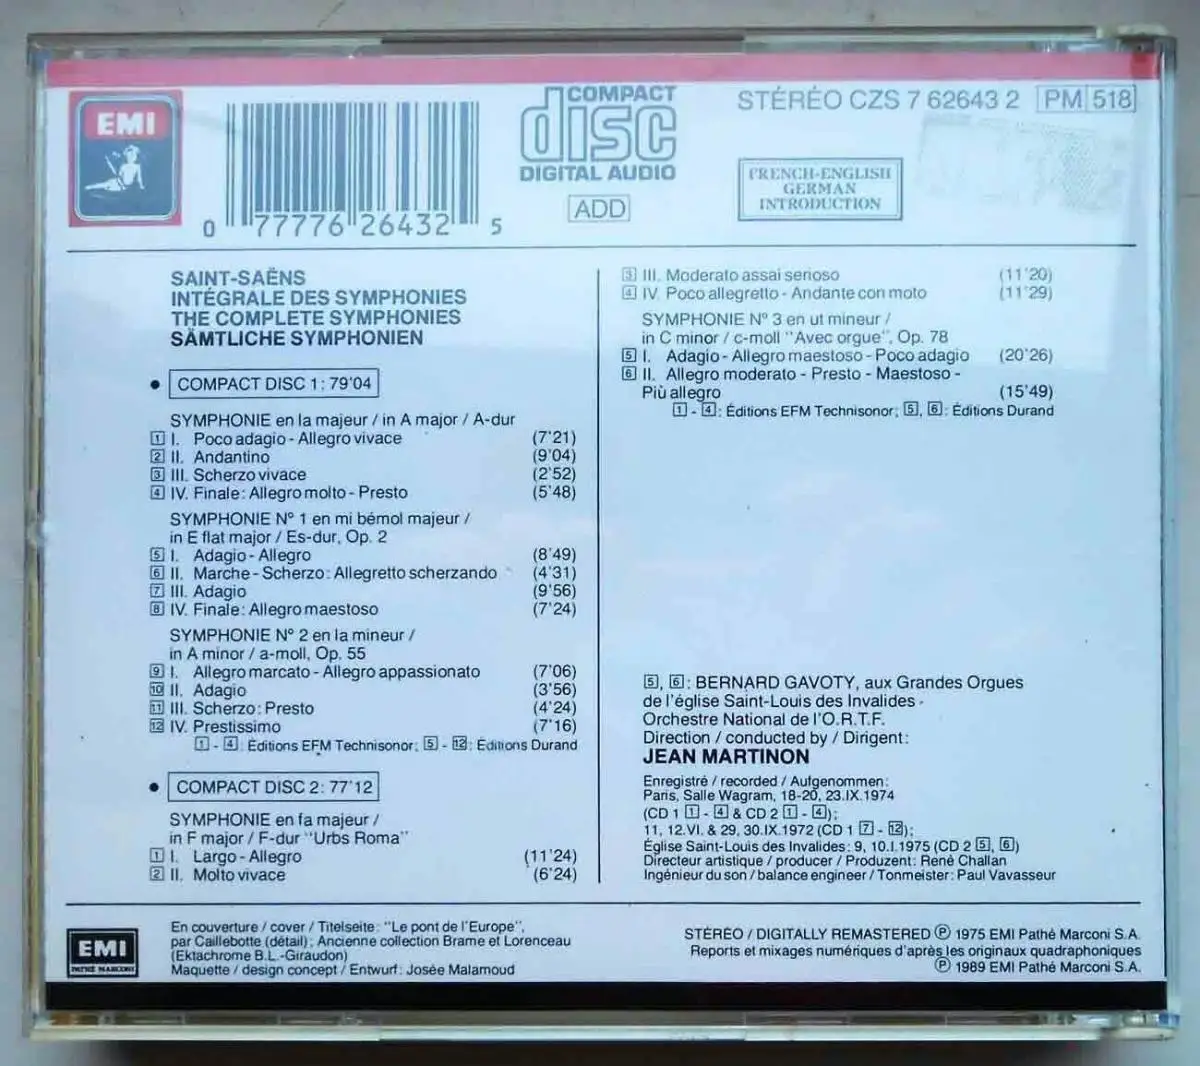 EMI
0 77776 26432 5
COMPACT
disc
DIGITAL AUDIO
ADD
STÉRÉO CZS 7 62643 2 PM 518
FRENCH-ENGLISH
GERMAN
INTRODUCTION
SAINT-SAËNS
INTÉGRALE DES SYMPHONIES
THE COMPLETE SYMPHONIES
SÄMTLICHE SYMPHONIEN
● COMPACT DISC 1: 79'04
SYMPHONIE en la majeur / in A major / A-dur
1 I. Poco adagio - Allegro vivace (7'21)
2 II. Andantino (9'04)
3 III. Scherzo vivace (2'52)
4 IV. Finale: Allegro molto - Presto (5'48)
SYMPHONIE N° 1 en mi bémol majeur /
in E flat major / Es-dur, Op. 2
5 I. Adagio - Allegro (8'49)
6 II. Marche - Scherzo: Allegretto scherzando (4'31)
7 III. Adagio (9'56)
8 IV. Finale: Allegro maestoso (7'24)
SYMPHONIE N° 2 en la mineur /
in A minor / a-moll, Op. 55
9 I. Allegro marcato - Allegro appassionato (7'06)
10 II. Adagio (3'56)
11 III. Scherzo: Presto (4'24)
12 IV. Prestissimo (7'16)
1 - 4: Éditions EFM Technisonor; 5 - 12: Éditions Durand
● COMPACT DISC 2: 77'12
SYMPHONIE en fa majeur /
in F major / F-dur "Urbs Roma"
1 I. Largo - Allegro (11'24)
2 II. Molto vivace (6'24)
3 III. Moderato assai serioso (11'20)
4 IV. Poco allegretto - Andante con moto (11'29)
SYMPHONIE N° 3 en ut mineur /
in C minor / c-moll "Avec orgue", Op. 78
5 I. Adagio - Allegro maestoso - Poco adagio (20'26)
6 II. Allegro moderato - Presto - Maestoso -
Più allegro (15'49)
1 - 4: Éditions EFM Technisonor; 5, 6: Éditions Durand
5, 6: BERNARD GAVOTY, aux Grandes Orgues
de l'église Saint-Louis des Invalides -
Orchestre National de l'O.R.T.F.
Direction / conducted by / Dirigent:
JEAN MARTINON
Enregistré / recorded / Aufgenommen:
Paris, Salle Wagram, 18-20, 23.IX.1974
(CD 1 1 - 4 & CD 2 1 - 4);
11, 12.VI. & 29, 30.IX.1972 (CD 1 7 - 12);
Église Saint-Louis des Invalides: 9, 10.I.1975 (CD 2 5, 6)
Directeur artistique / producer / Produzent: René Challan
Ingénieur du son / balance engineer / Tonmeister: Paul Vavasseur
EMI
PATHÉ MARCONI
En couverture / cover / Titelseite: "Le pont de l'Europe",
par Caillebotte (détail); Ancienne collection Brame et Lorenceau
(Ektachrome B.L.-Giraudon)
Maquette / design concept / Entwurf: Josée Malamoud
STÉRÉO / DIGITALLY REMASTERED ℗ 1975 EMI Pathé Marconi S.A.
Reports et mixages numériques d'après les originaux quadraphoniques
℗ 1989 EMI Pathé Marconi S.A.